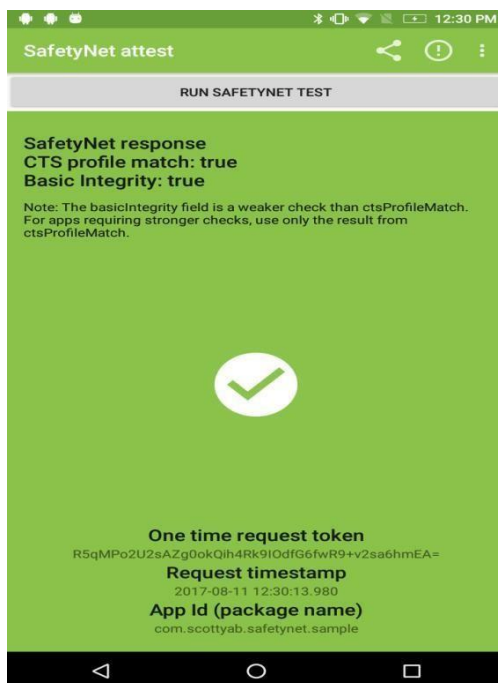 12:30 PM
SafetyNet attest
RUN SAFETYNET TEST
SafetyNet response
CTS profile match: true
Basic Integrity: true
Note: The basicIntegrity field is a weaker check than ctsProfileMatch.
For apps requiring stronger checks, use only the result from
ctsProfileMatch.
One time request token
R5qMPo2U2sAZg0okQih4Rk9IOdfG6fwR9+v2sa6hmEA=
Request timestamp
2017-08-11 12:30:13.980
App Id (package name)
com.scottyab.safetynet.sample